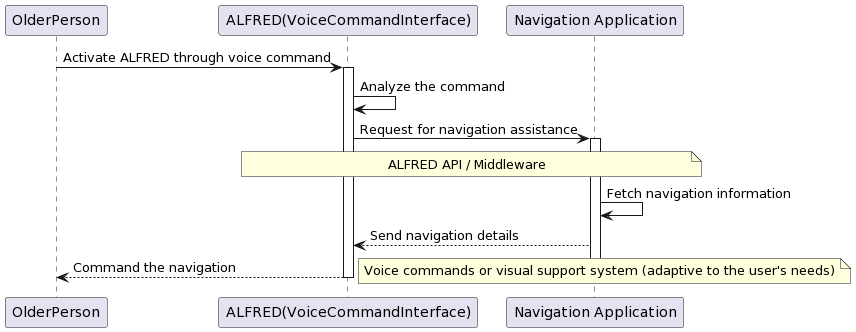 OlderPerson
ALFRED(VoiceCommandInterface)
Navigation Application
Activate ALFRED through voice command
Analyze the command
Request for navigation assistance
ALFRED API / Middleware
Fetch navigation information
Send navigation details
Command the navigation
Voice commands or visual support system (adaptive to the user's needs)
OlderPerson
ALFRED(VoiceCommandInterface)
Navigation Application